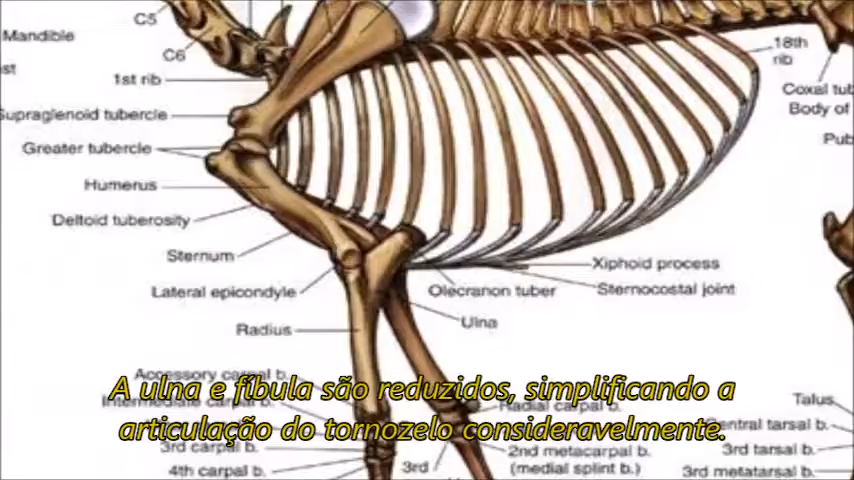 C5
Mandible
C6
st
1st rib
18th
rib
Coxal tub
Body of
Pub
Supraglenoid tubercle
Greater tubercle
Humerus
Deltoid tuberosity
Sternum
Lateral epicondyle
Xiphoid process
Olecranon tuber
Sternocostal joint
Ulna
Radius
Accessory carpal b.
A ulna e fíbula são reduzidos, simplificando a
Intermediate carpal b.
Radial carpal b.
Talus
articulação do tornozelo consideravelmente.
Central tarsal b.
3rd carpal b.
2nd metacarpal b.
(medial splint b.)
3rd tarsal b.
4th carpal b.
3rd
3rd metatarsal b.